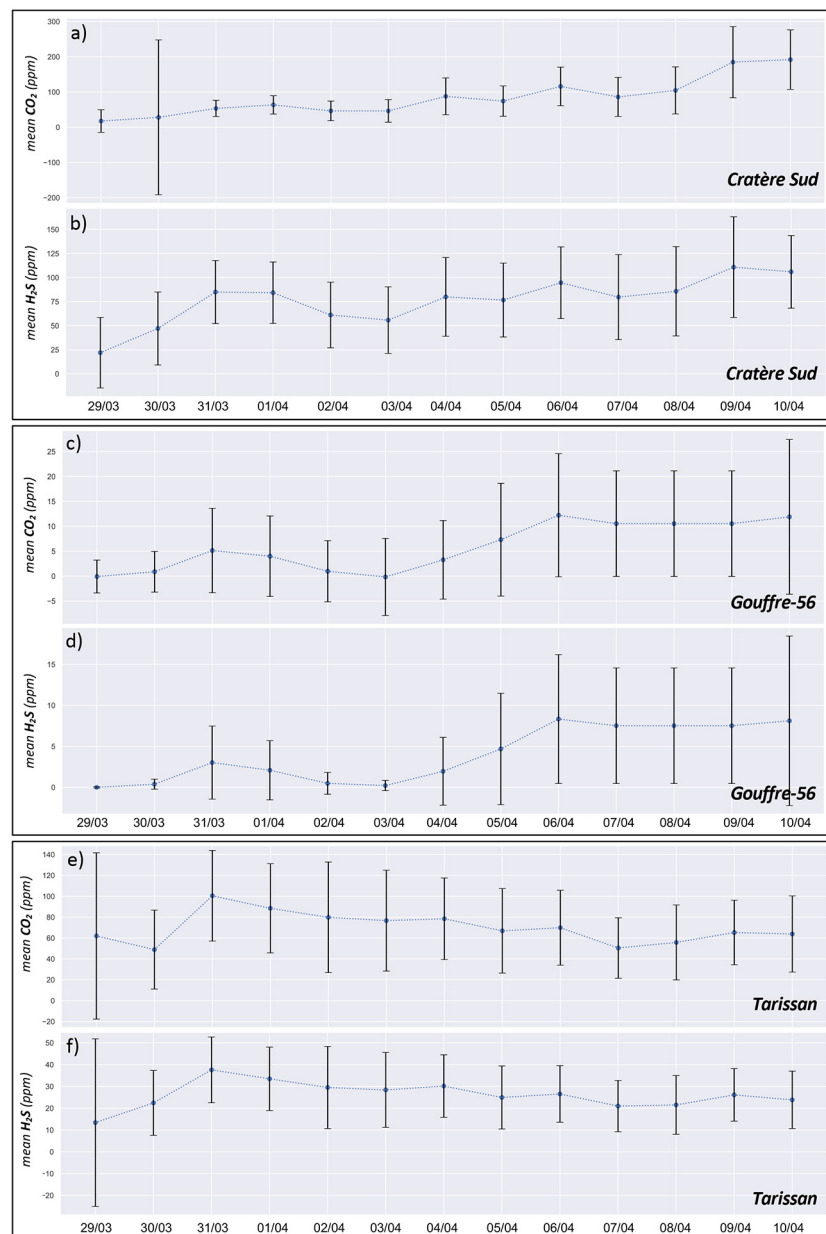 a)
300
200
100
0
−100
−200
mean CO₂ (ppm)
Cratère Sud
b)
150
125
100
75
50
25
0
mean H₂S (ppm)
Cratère Sud
29/03 30/03 31/03 01/04 02/04 03/04 04/04 05/04 06/04 07/04 08/04 09/04 10/04
c)
25
20
15
10
5
0
−5
mean CO₂ (ppm)
Gouffre-56
d)
15
10
5
0
mean H₂S (ppm)
Gouffre-56
29/03 30/03 31/03 01/04 02/04 03/04 04/04 05/04 06/04 07/04 08/04 09/04 10/04
e)
140
120
100
80
60
40
20
0
−20
mean CO₂ (ppm)
Tarissan
f)
50
40
30
20
10
0
−10
−20
mean H₂S (ppm)
Tarissan
29/03 30/03 31/03 01/04 02/04 03/04 04/04 05/04 06/04 07/04 08/04 09/04 10/04